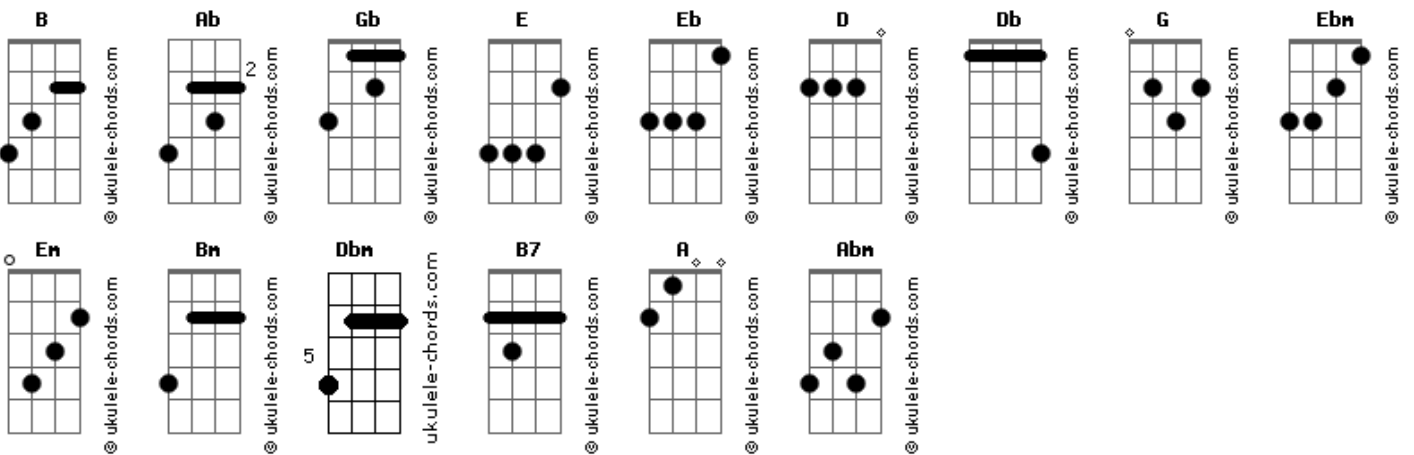 B Ab Gb E Eb D Db G Ebm
2
© ukulele-chords.com © ukulele-chords.com © ukulele-chords.com © ukulele-chords.com © ukulele-chords.com © ukulele-chords.com © ukulele-chords.com © ukulele-chords.com © ukulele-chords.com
Em Bm Dbm B7 A Abm
5
© ukulele-chords.com © ukulele-chords.com ukulele-chords.com © ukulele-chords.com © ukulele-chords.com © ukulele-chords.com